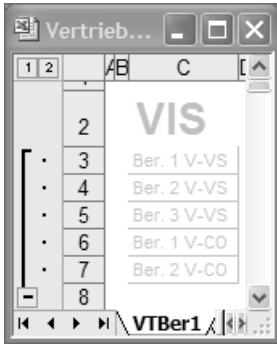 Vertrieb...
1 2
A B C D
2 VIS
3 Ber. 1 V-VS
4 Ber. 2 V-VS
5 Ber. 3 V-VS
6 Ber. 1 V-CO
7 Ber. 2 V-CO
8
VTBer1